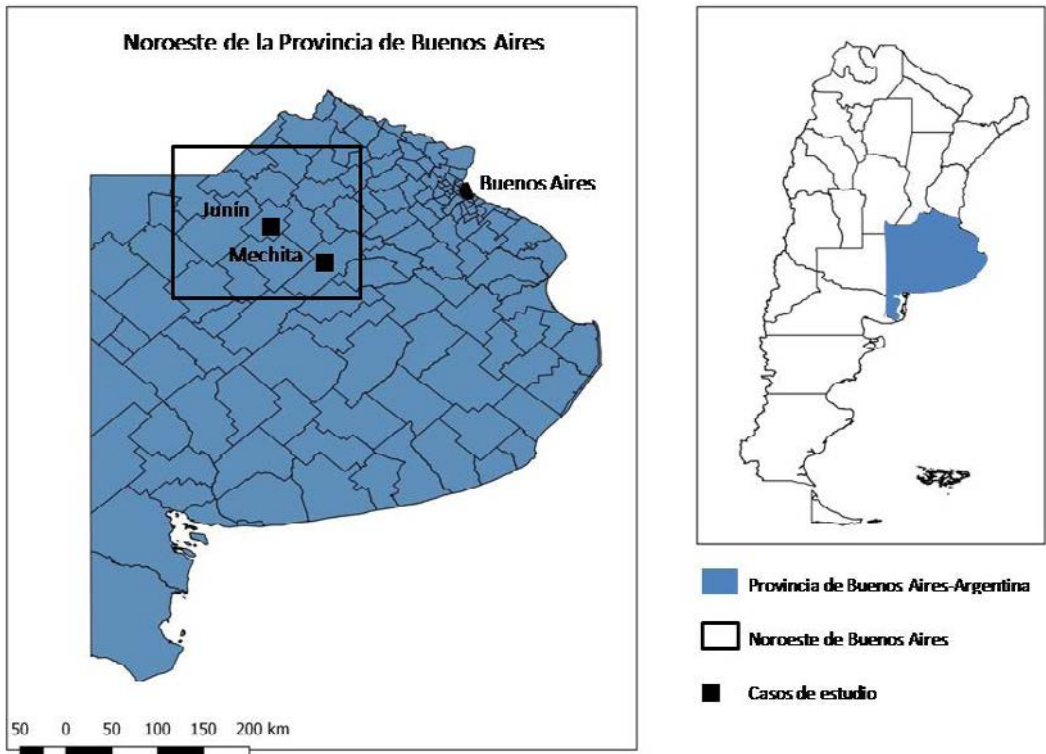 Noroeste de la Provincia de Buenos Aires
Buenos Aires
Junín
Mechita
50 0 50 100 150 200 km
Provincia de Buenos Aires-Argentina
Noroeste de Buenos Aires
Casos de estudio